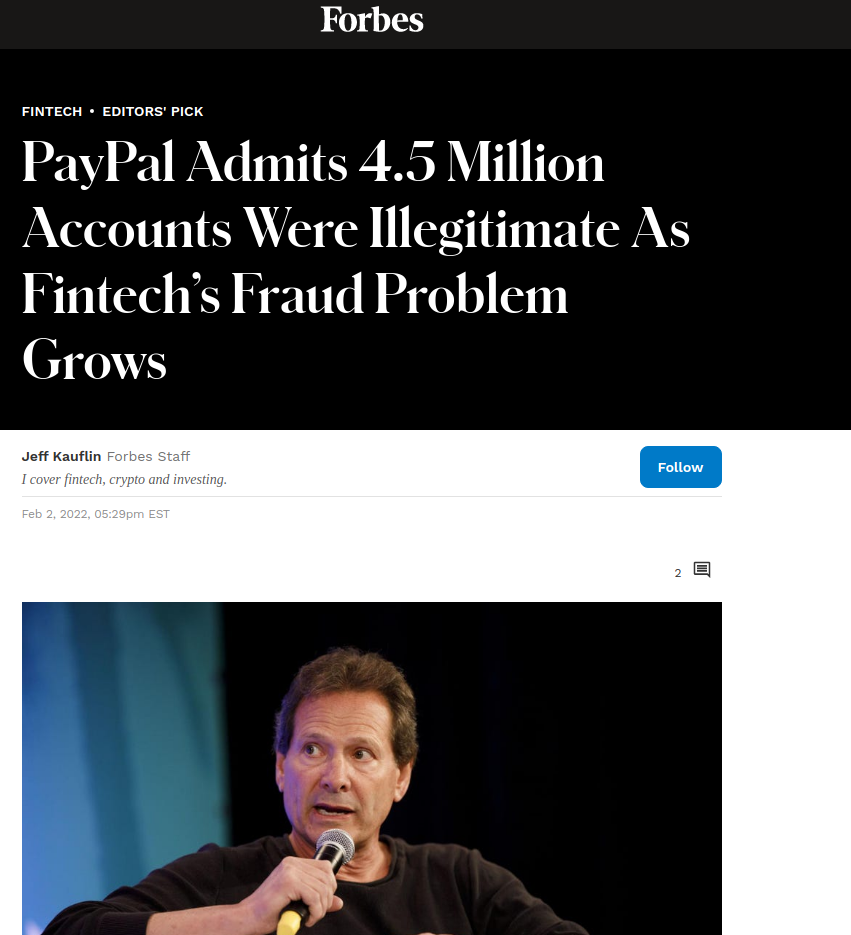 Forbes
FINTECH • EDITORS' PICK
PayPal Admits 4.5 Million
Accounts Were Illegitimate As
Fintech’s Fraud Problem
Grows
Jeff Kauflin Forbes Staff
I cover fintech, crypto and investing.
Follow
Feb 2, 2022, 05:29pm EST
2